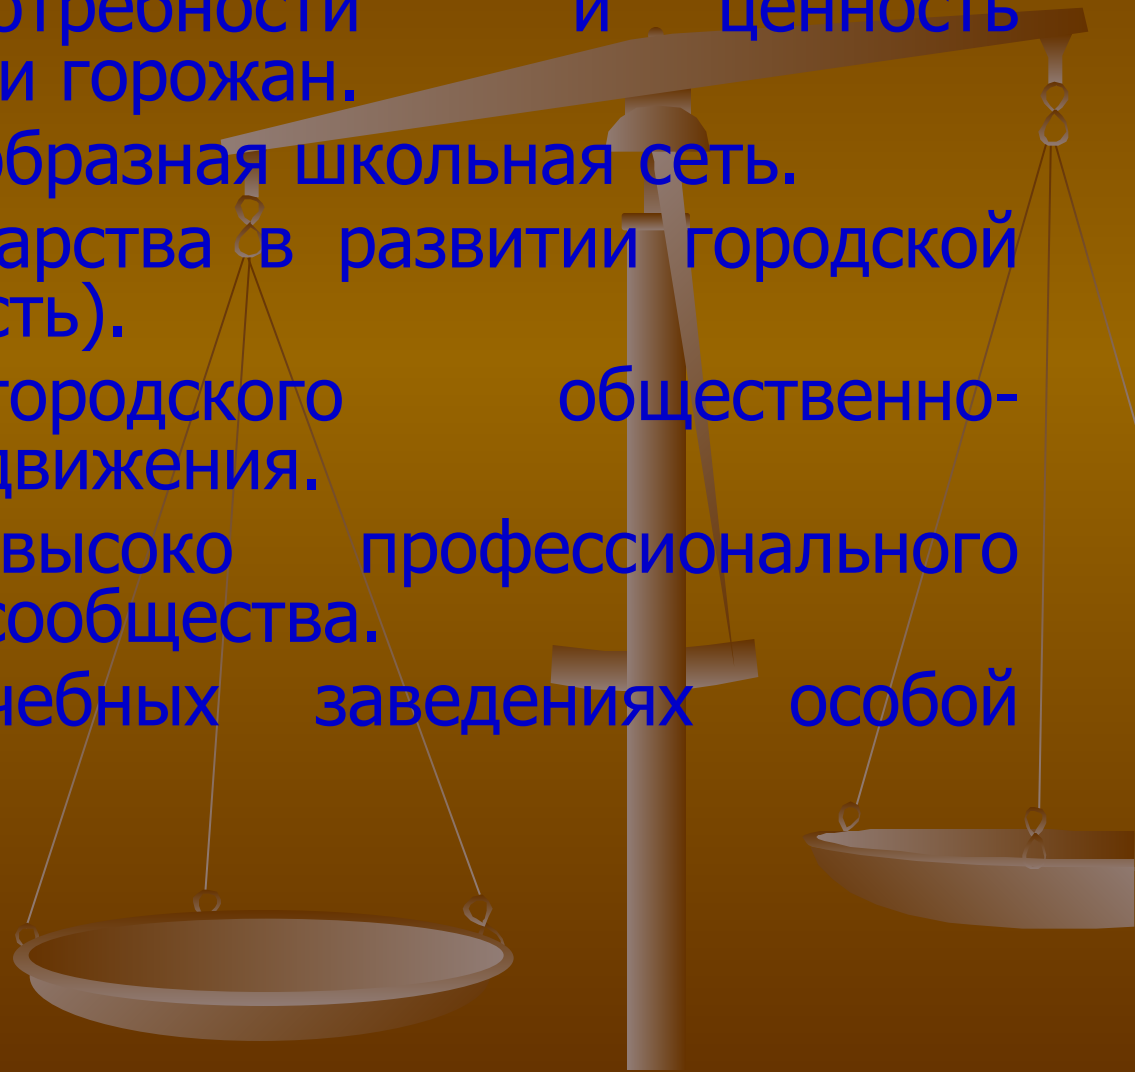 отребности и ценность
и горожан.
образная школьная сеть.
арства в развитии городской
сть).
городского общественно-
движения.
высоко профессионального
сообщества.
чебных заведениях особой